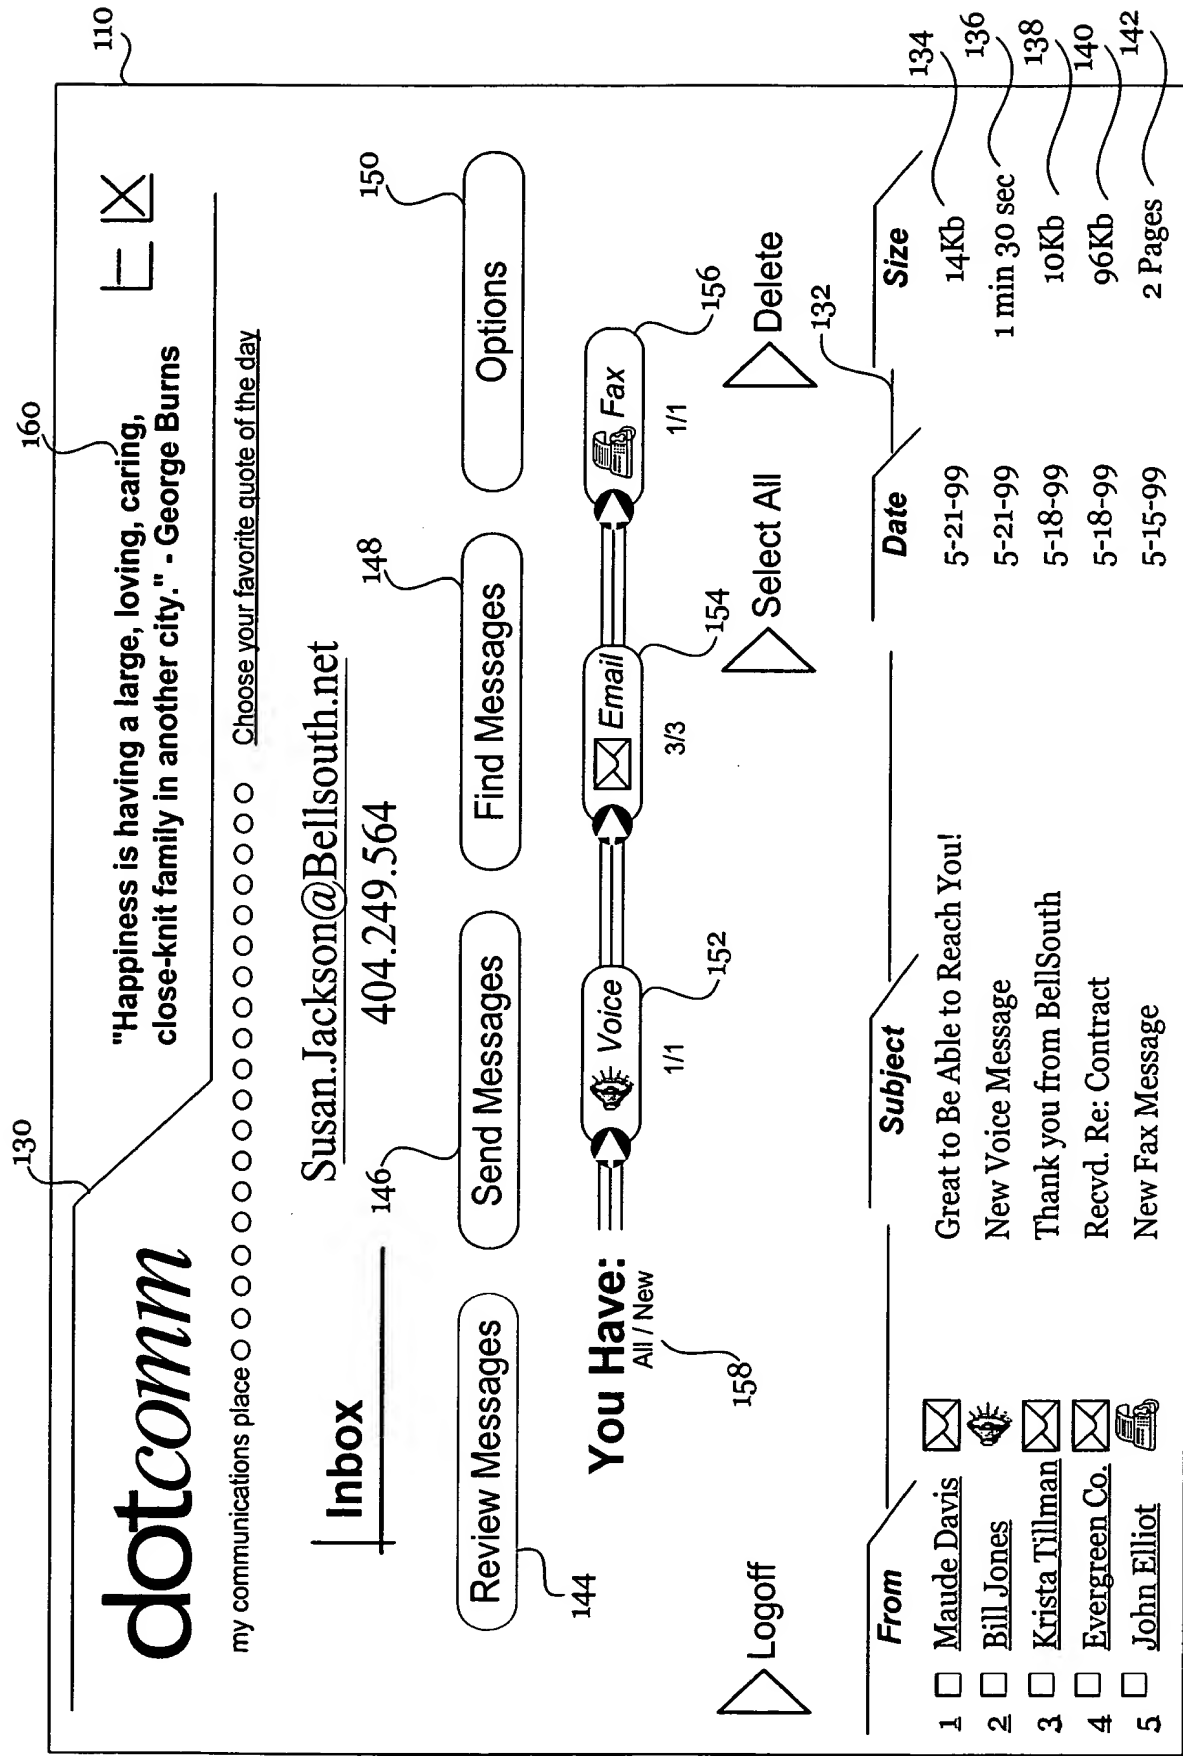 110
130
160
dotcomm
"Happiness is having a large, loving, caring,
close-knit family in another city." - George Burns
my communications place
Choose your favorite quote of the day
Inbox
Susan.Jackson@Bellsouth.net
404.249.564
146
148
150
Review Messages
Send Messages
Find Messages
Options
144
You Have:
All / New
158
Voice
1/1
152
Email
3/3
154
Fax
1/1
156
Logoff
Select All
Delete
132
From
Subject
Date
Size
1 Maude Davis Great to Be Able to Reach You! 5-21-99 14Kb 134
2 Bill Jones New Voice Message 5-21-99 1 min 30 sec 136
3 Krista Tillman Thank you from BellSouth 5-18-99 10Kb 138
4 Evergreen Co. Recvd. Re: Contract 5-18-99 96Kb 140
5 John Elliot New Fax Message 5-15-99 2 Pages 142